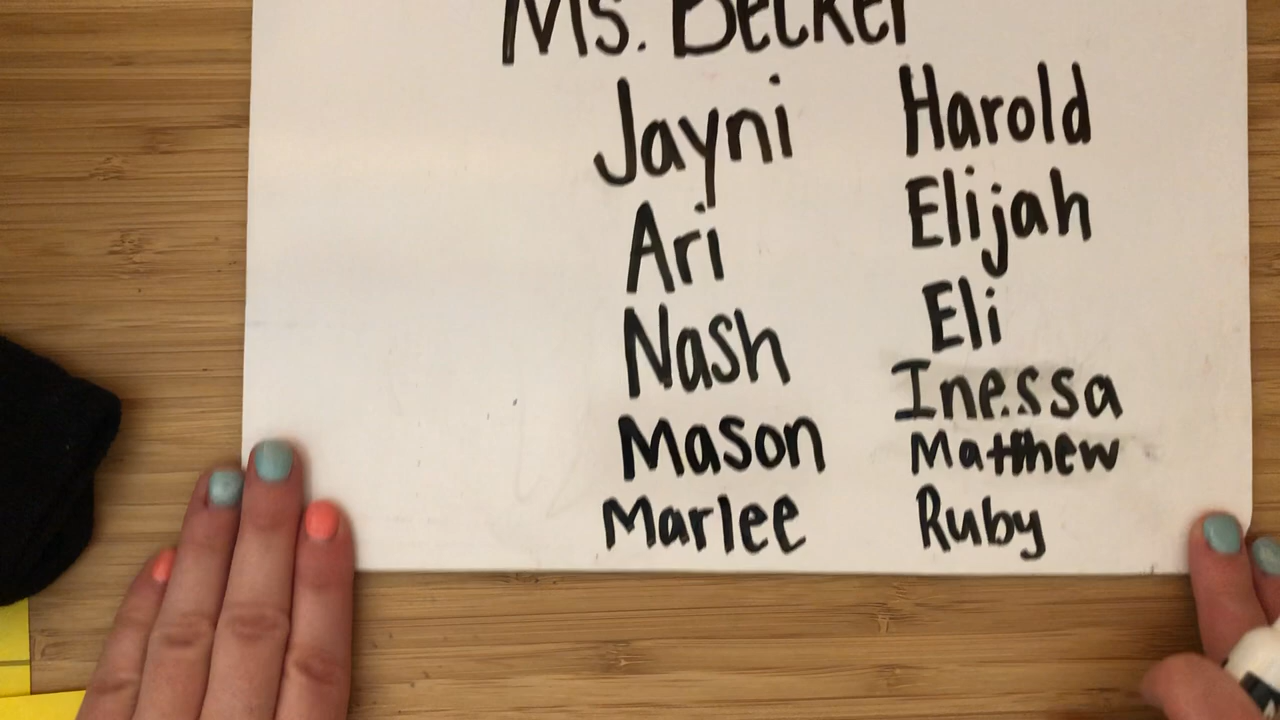 Ms. Becker
Jayni
Ari
Nash
Mason
Marlee
Harold
Elijah
Eli
Inessa
Matthew
Ruby